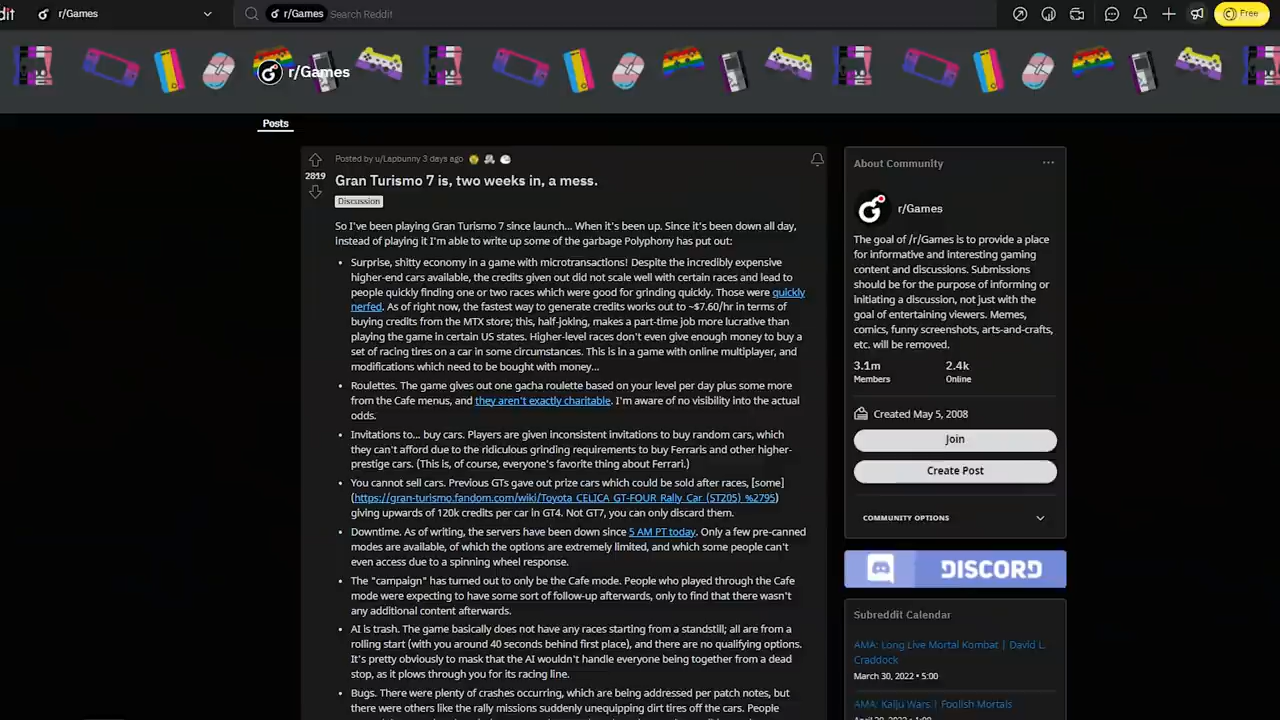 dit
r/Games
r/Games
Search Reddit
Free
r/Games
Posts
2819
Posted by u/Lapbunny 3 days ago
Gran Turismo 7 is, two weeks in, a mess.
Discussion
So I've been playing Gran Turismo 7 since launch... When it's been up. Since it's been down all day,
instead of playing it I'm able to write up some of the garbage Polyphony has put out:
• Surprise, shitty economy in a game with microtransactions! Despite the incredibly expensive
higher-end cars available, the credits given out did not scale well with certain races and lead to
people quickly finding one or two races which were good for grinding quickly. Those were quickly
nerfed. As of right now, the fastest way to generate credits works out to ~$7.60/hr in terms of
buying credits from the MTX store; this, half-joking, makes a part-time job more lucrative than
playing the game in certain US states. Higher-level races don't even give enough money to buy a
set of racing tires on a car in some circumstances. This is in a game with online multiplayer, and
modifications which need to be bought with money...
• Roulettes. The game gives out one gacha roulette based on your level per day plus some more
from the Cafe menus, and they aren't exactly charitable. I'm aware of no visibility into the actual
odds.
• Invitations to... buy cars. Players are given inconsistent invitations to buy random cars, which
they can't afford due to the ridiculous grinding requirements to buy Ferraris and other higher-
prestige cars. (This is, of course, everyone's favorite thing about Ferrari.)
• You cannot sell cars. Previous GTs gave out prize cars which could be sold after races, [some]
(https://gran-turismo.fandom.com/wiki/Toyota_CELICA_GT-FOUR_Rally_Car_(ST205)_%2795)
giving upwards of 120k credits per car in GT4. Not GT7, you can only discard them.
• Downtime. As of writing, the servers have been down since 5 AM PT today. Only a few pre-canned
modes are available, of which the options are extremely limited, and which some people can't
even access due to a spinning wheel response.
• The "campaign" has turned out to only be the Cafe mode. People who played through the Cafe
mode were expecting to have some sort of follow-up afterwards, only to find that there wasn't
any additional content afterwards.
• AI is trash. The game basically does not have any races starting from a standstill; all are from a
rolling start (with you around 40 seconds behind first place), and there are no qualifying options.
It's pretty obviously to mask that the AI wouldn't handle everyone being together from a dead
stop, as it plows through you for its racing line.
• Bugs. There were plenty of crashes occurring, which are being addressed per patch notes, but
there were others like the rally missions suddenly unequipping dirt tires off the cars. People
About Community
r/Games
The goal of /r/Games is to provide a place
for informative and interesting gaming
content and discussions. Submissions
should be for the purpose of informing or
initiating a discussion, not just with the
goal of entertaining viewers. Memes,
comics, funny screenshots, arts-and-crafts,
etc. will be removed.
3.1m 2.4k
Members Online
Created May 5, 2008
Join
Create Post
COMMUNITY OPTIONS
DISCORD
Subreddit Calendar
AMA: Long Live Mortal Kombat | David L.
Craddock
March 30, 2022 • 5:00
AMA: Kaiju Wars | Foolish Mortals